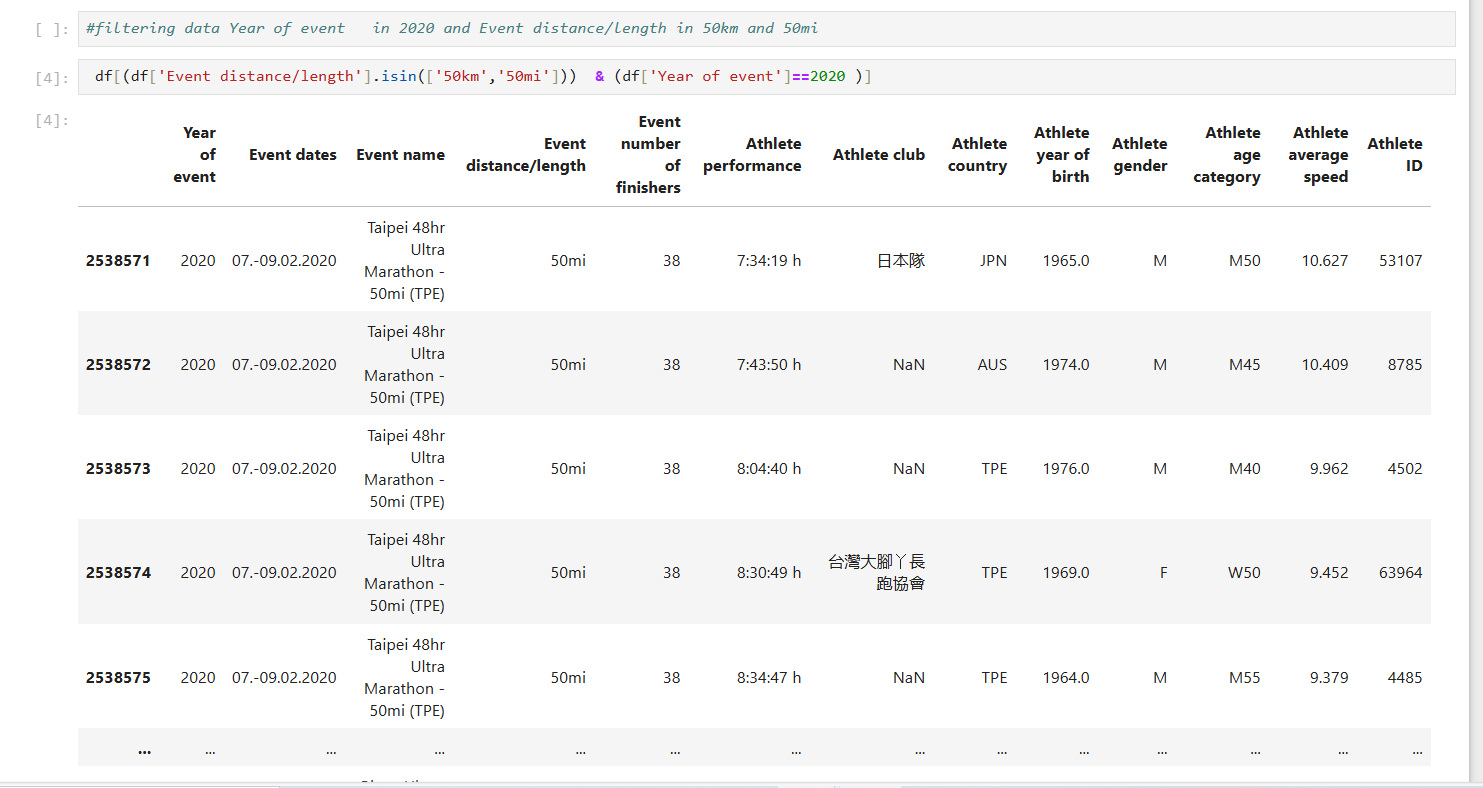 [ ]:
#filtering data Year of event   in 2020 and Event distance/length in 50km and 50mi
[4]:
df[(df['Event distance/length'].isin(['50km','50mi']))  & (df['Year of event']==2020 )]
[4]:
Year of event Event dates Event name Event distance/length Event number of finishers Athlete performance Athlete club Athlete country Athlete year of birth Athlete gender Athlete age category Athlete average speed Athlete ID
2538571 2020 07.-09.02.2020 Taipei 48hr Ultra Marathon - 50mi (TPE) 50mi 38 7:34:19 h 日本隊 JPN 1965.0 M M50 10.627 53107
2538572 2020 07.-09.02.2020 Taipei 48hr Ultra Marathon - 50mi (TPE) 50mi 38 7:43:50 h NaN AUS 1974.0 M M45 10.409 8785
2538573 2020 07.-09.02.2020 Taipei 48hr Ultra Marathon - 50mi (TPE) 50mi 38 8:04:40 h NaN TPE 1976.0 M M40 9.962 4502
2538574 2020 07.-09.02.2020 Taipei 48hr Ultra Marathon - 50mi (TPE) 50mi 38 8:30:49 h 台灣大腳丫長跑協會 TPE 1969.0 F W50 9.452 63964
2538575 2020 07.-09.02.2020 Taipei 48hr Ultra Marathon - 50mi (TPE) 50mi 38 8:34:47 h NaN TPE 1964.0 M M55 9.379 4485
... ... ... ... ... ... ... ... ... ... ... ... ... ...